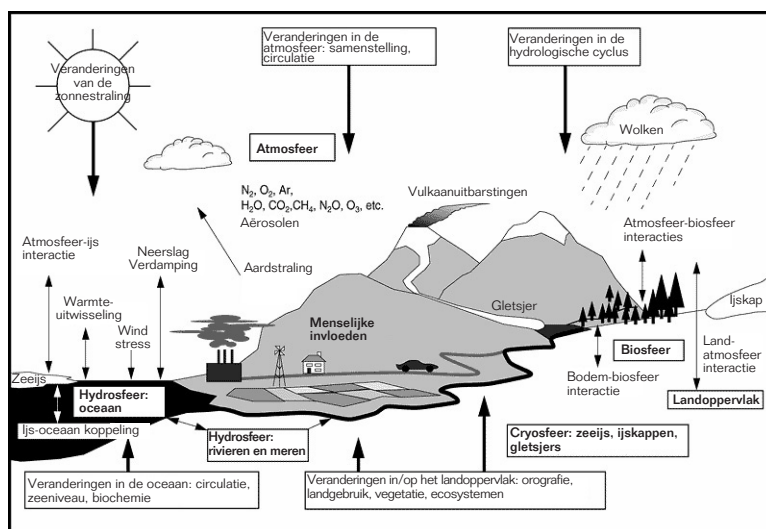 Veranderingen in de
atmosfeer: samenstelling,
circulatie
Veranderingen in de
hydrologische cyclus
Veranderingen
van de
zonnestraling
Wolken
Atmosfeer
N₂, O₂, Ar,
H₂O, CO₂,CH₄, N₂O, O₃, etc.
Aërosolen
Vulkaanuitbarstingen
Atmosfeer-biosfeer
interacties
Atmosfeer-ijs
interactie
Neerslag
Verdamping
Aardstraling
Ijskap
Warmte-
uitwisseling
Wind
stress
Gletsjer
Menselijke
invloeden
Land-
atmosfeer
interactie
Biosfeer
Bodem-biosfeer
interactie
Zeeijs
Hydrosfeer:
oceaan
Landoppervlak
Ijs-oceaan koppeling
Hydrosfeer:
rivieren en meren
Cryosfeer: zeeijs, ijskappen,
gletsjers
Veranderingen in de oceaan: circulatie,
zeeniveau, biochemie
Veranderingen in/op het landoppervlak: orografie,
landgebruik, vegetatie, ecosystemen